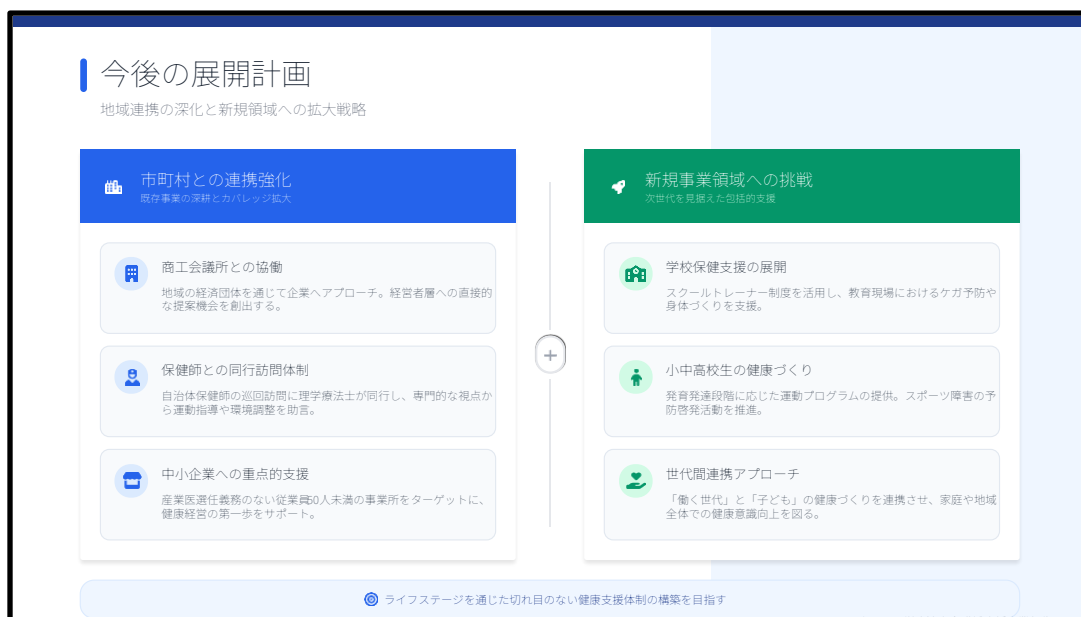 今後の展開計画
地域連携の深化と新規領域への拡大戦略
市町村との連携強化
既存事業の深耕とカバレッジ拡大
商工会議所との協働
地域の経済団体を通じて企業へアプローチ。経営者層への直接的
な提案機会を創出する。
保健師との同行訪問体制
自治体保健師の巡回訪問に理学療法士が同行し、専門的な視点か
ら運動指導や環境調整を助言。
中小企業への重点的支援
産業医選任義務のない従業員50人未満の事業所をターゲットに、
健康経営の第一歩をサポート。
新規事業領域への挑戦
次世代を見据えた包括的支援
学校保健支援の展開
スクールトレーナー制度を活用し、教育現場におけるケガ予防や
身体づくりを支援。
小中高校生の健康づくり
発育発達段階に応じた運動プログラムの提供。スポーツ障害の予
防啓発活動を推進。
世代間連携アプローチ
「働く世代」と「子ども」の健康づくりを連携させ、家庭や地域
全体での健康意識向上を図る。
ライフステージを通じた切れ目のない健康支援体制の構築を目指す